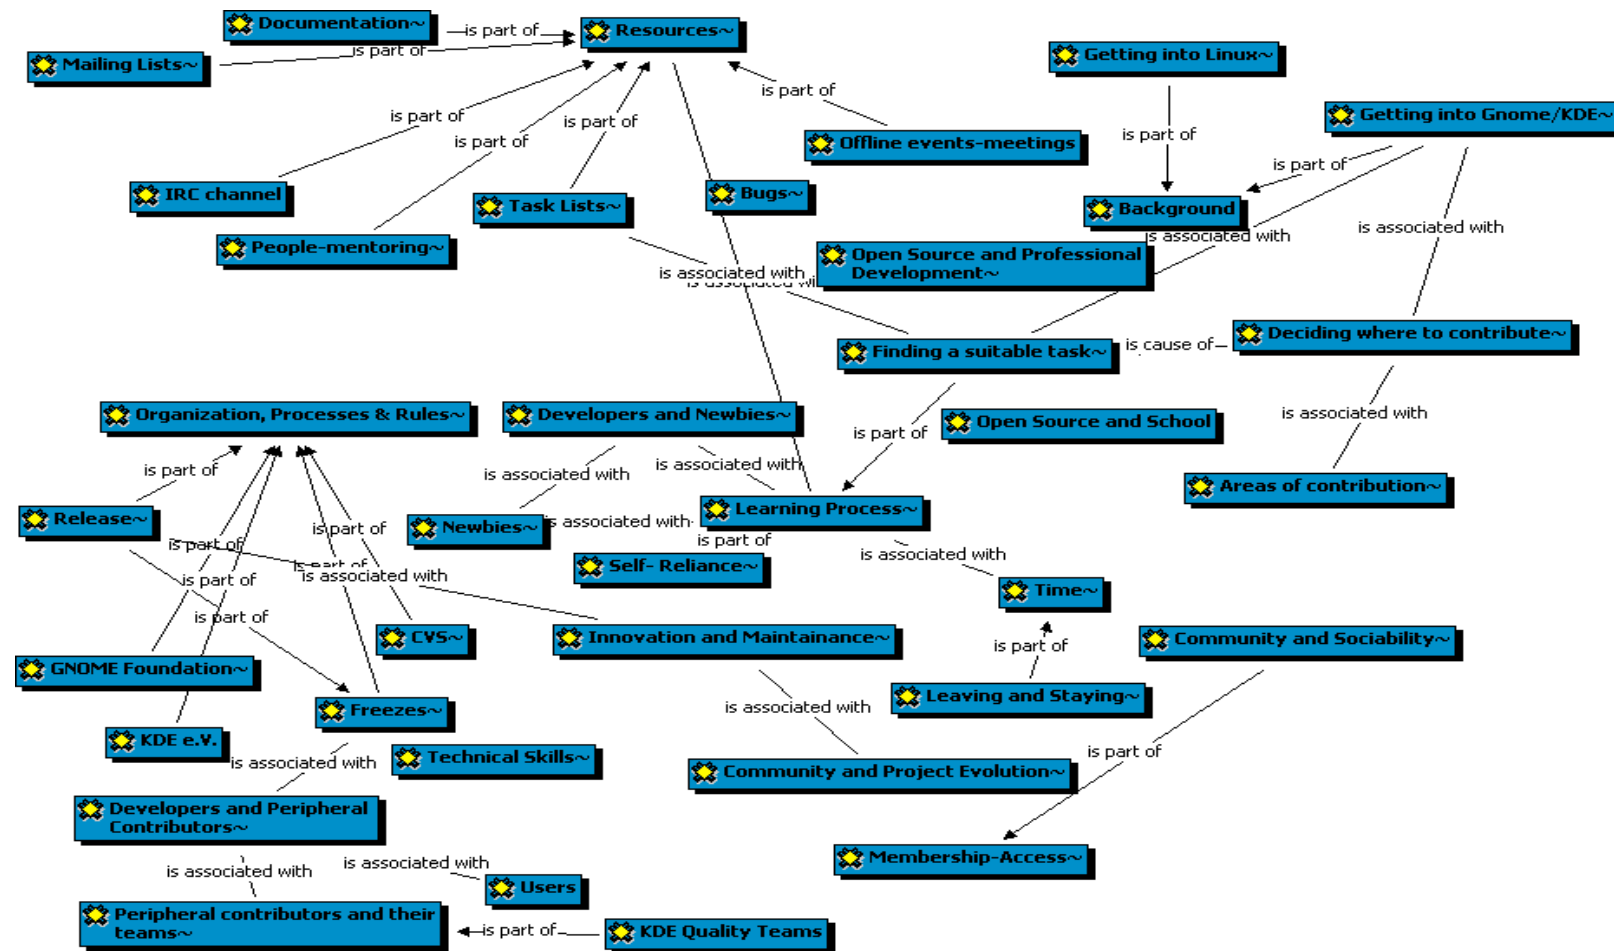 Documentation~
is part of
Resources~
is part of
Mailing Lists~
Getting into Linux~
is part of
is part of
Getting into Gnome/KDE~
is part of
is part of
is part of
Offline events-meetings
is part of
is part of
IRC channel
Task Lists~
Bugs~
Background
People-mentoring~
is associated with
is associated with
Open Source and Professional
Development~
is associated with
is associated wi
Finding a suitable task~
is cause of
Deciding where to contribute~
Organization, Processes & Rules~
Developers and Newbies~
is part of
Open Source and School
is associated with
is part of
is associated with
is associated with
Areas of contribution~
Release~
Newbies~
is associated with
Learning Process~
is part of
is part of
is part of
is associated with
is part of
is part of
is associated with
Self- Reliance~
Time~
is part of
CVS~
Innovation and Maintainance~
is part of
Community and Sociability~
GNOME Foundation~
Freezes~
Leaving and Staying~
is associated with
KDE e.V.
is associated with
Technical Skills~
Community and Project Evolution~
is part of
Developers and Peripheral
Contributors~
is associated with
is associated with
Users
Membership-Access~
Peripheral contributors and their
teams~
is part of
KDE Quality Teams